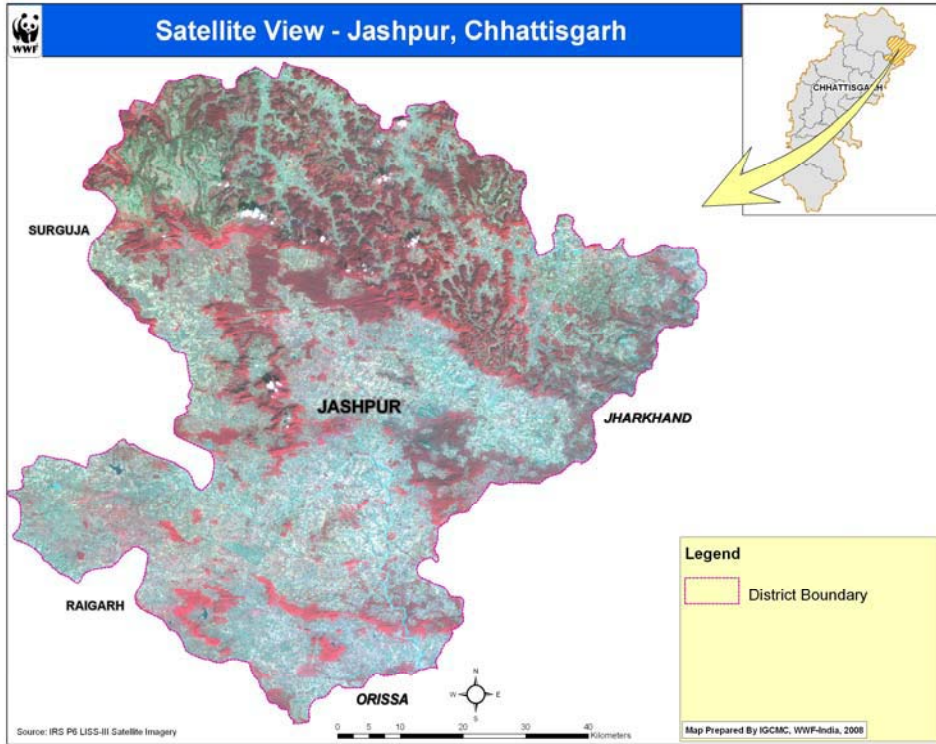 WWF
Satellite View - Jashpur, Chhattisgarh
CHHATTISGARH
SURGUJA
JASHPUR
JHARKHAND
RAIGARH
ORISSA
Legend
District Boundary
N
W E
S
0 5 10 20 30 40
Kilometers
Source: IRS P6 LISS-III Satellite Imagery
Map Prepared By IGCMC, WWF-India, 2008